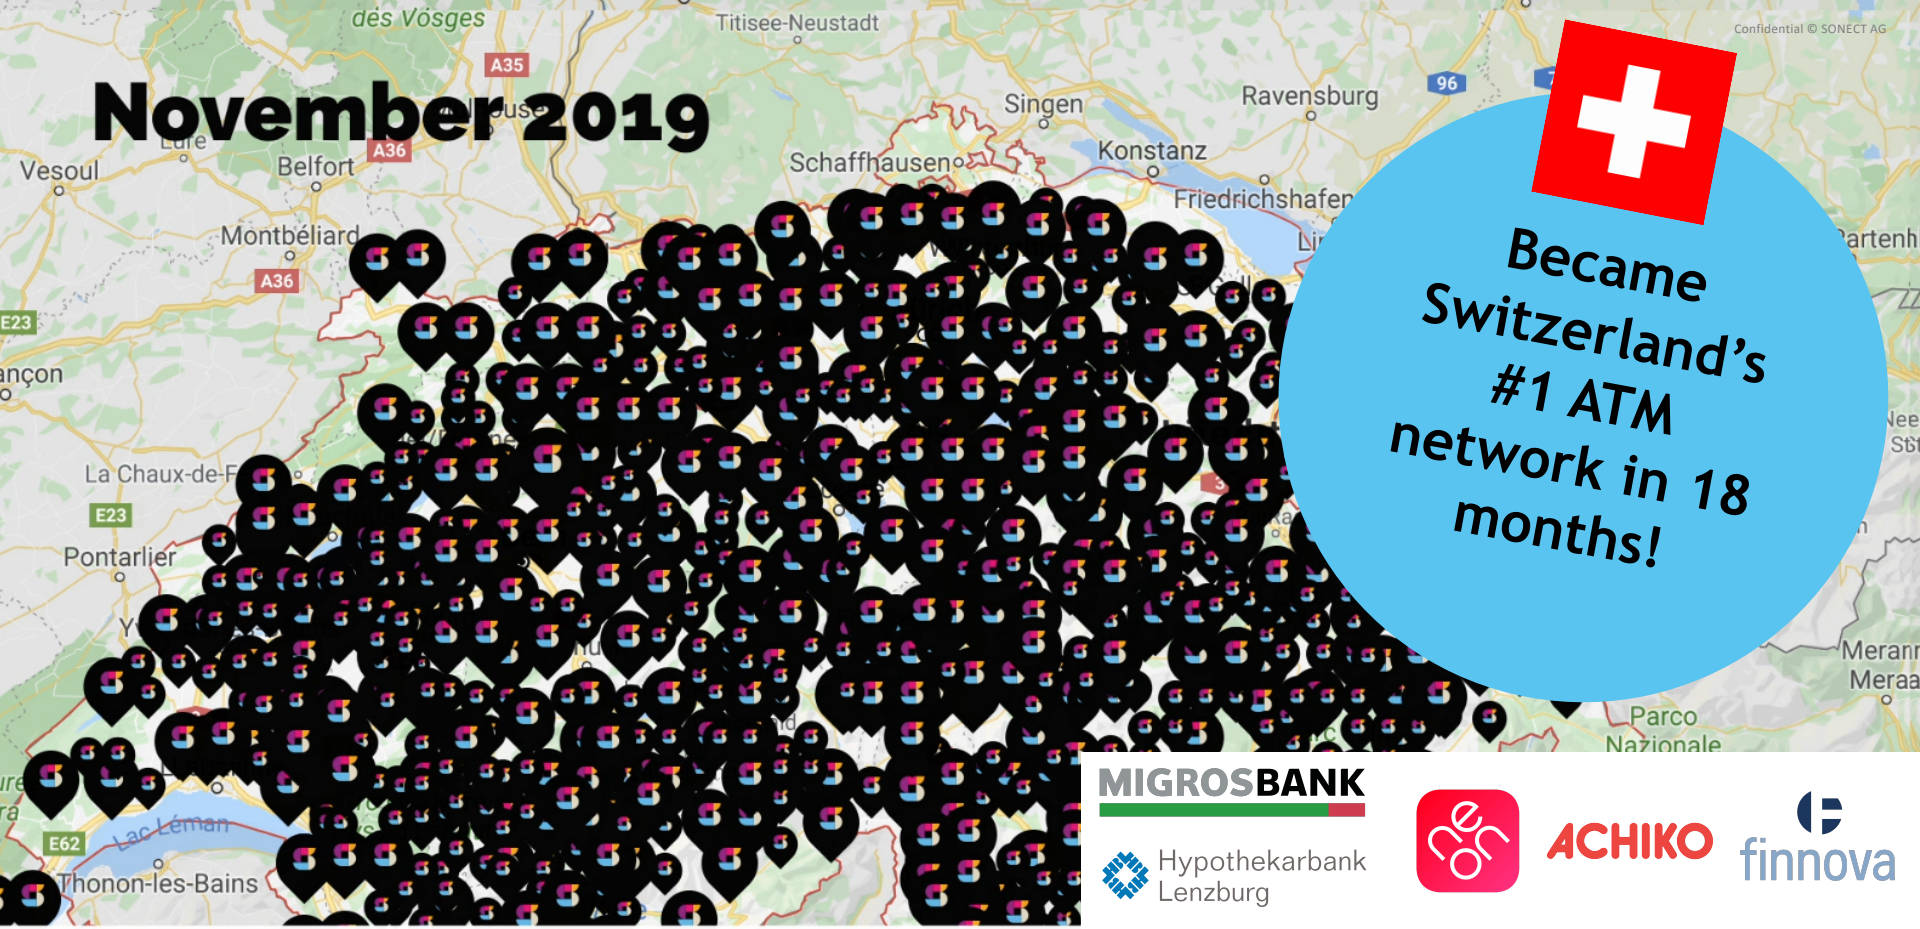 des Vosges
Titisee-Neustadt
Confidential © SONECT AG
A35
96
November 2019
Singen
Ravensburg
Lure
A36
Belfort
Vesoul
Schaffhausen
Konstanz
Friedrichshafen
Montbéliard
A36
E23
Became
Switzerland’s
#1 ATM
network in 18
months!
La Chaux-de-F
E23
Pontarlier
Parco
Nazionale
Lac Léman
E62
Thonon-les-Bains
MIGROSBANK
Hypothekarbank
Lenzburg
neon
ACHIKO
finnova